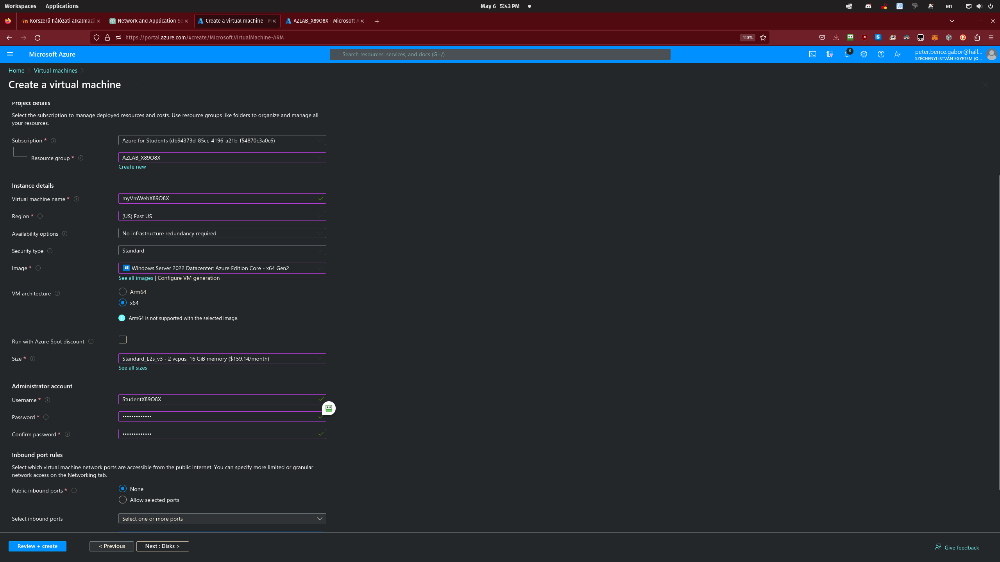 Workspaces Applications May 6 5:43 PM en
Korszerű hálózati alkalmazá Network and Application Se Create a virtual machine - M AZLAB_X89O8X - Microsoft A
https://portal.azure.com/#create/Microsoft.VirtualMachine-ARM 110%
Microsoft Azure Search resources, services, and docs (G+/) 6 peter.bence.gabor@hall...
SZÉCHENYI ISTVÁN EGYETEM (O...
Home Virtual machines
Create a virtual machine
Project details
Select the subscription to manage deployed resources and costs. Use resource groups like folders to organize and manage all
your resources.
Subscription * Azure for Students (db94373d-85cc-4196-a21b-f54870c3a0c6)
Resource group * AZLAB_X89O8X
Create new
Instance details
Virtual machine name * myVmWebX89O8X
Region * (US) East US
Availability options No infrastructure redundancy required
Security type Standard
Image * Windows Server 2022 Datacenter: Azure Edition Core - x64 Gen2
See all images | Configure VM generation
VM architecture Arm64
x64
Arm64 is not supported with the selected image.
Run with Azure Spot discount
Size * Standard_E2s_v3 - 2 vcpus, 16 GiB memory ($159.14/month)
See all sizes
Administrator account
Username * StudentX89O8X
Password * •••••••••••••
Confirm password * •••••••••••••
Inbound port rules
Select which virtual machine network ports are accessible from the public internet. You can specify more limited or granular
network access on the Networking tab.
Public inbound ports * None
Allow selected ports
Select inbound ports Select one or more ports
Review + create < Previous Next : Disks > Give feedback